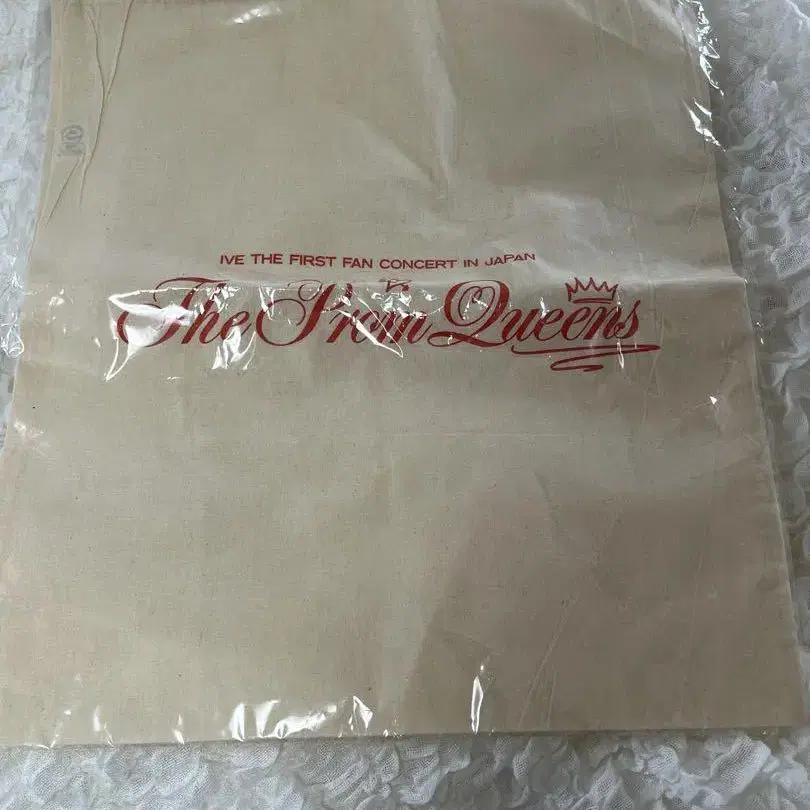 IVE THE FIRST FAN CONCERT IN JAPAN
The Prom Queens